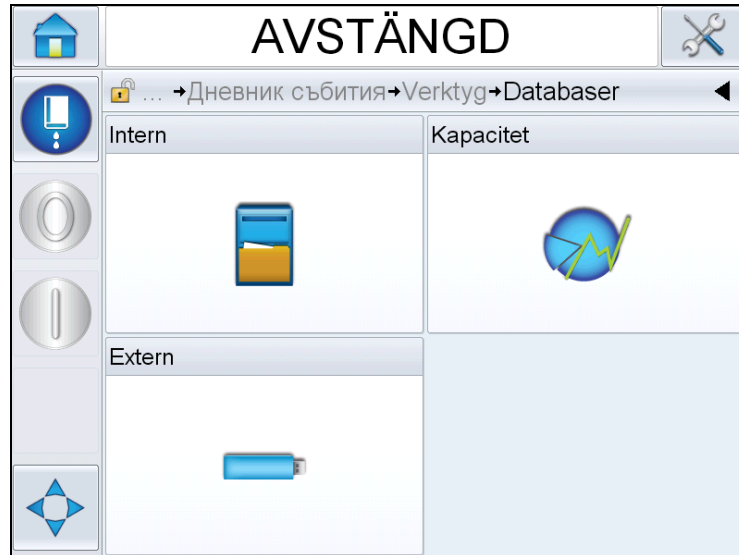 AVSTÄNGD
... →Дневник събития→Verktyg→Databaser
Intern
Kapacitet
Extern